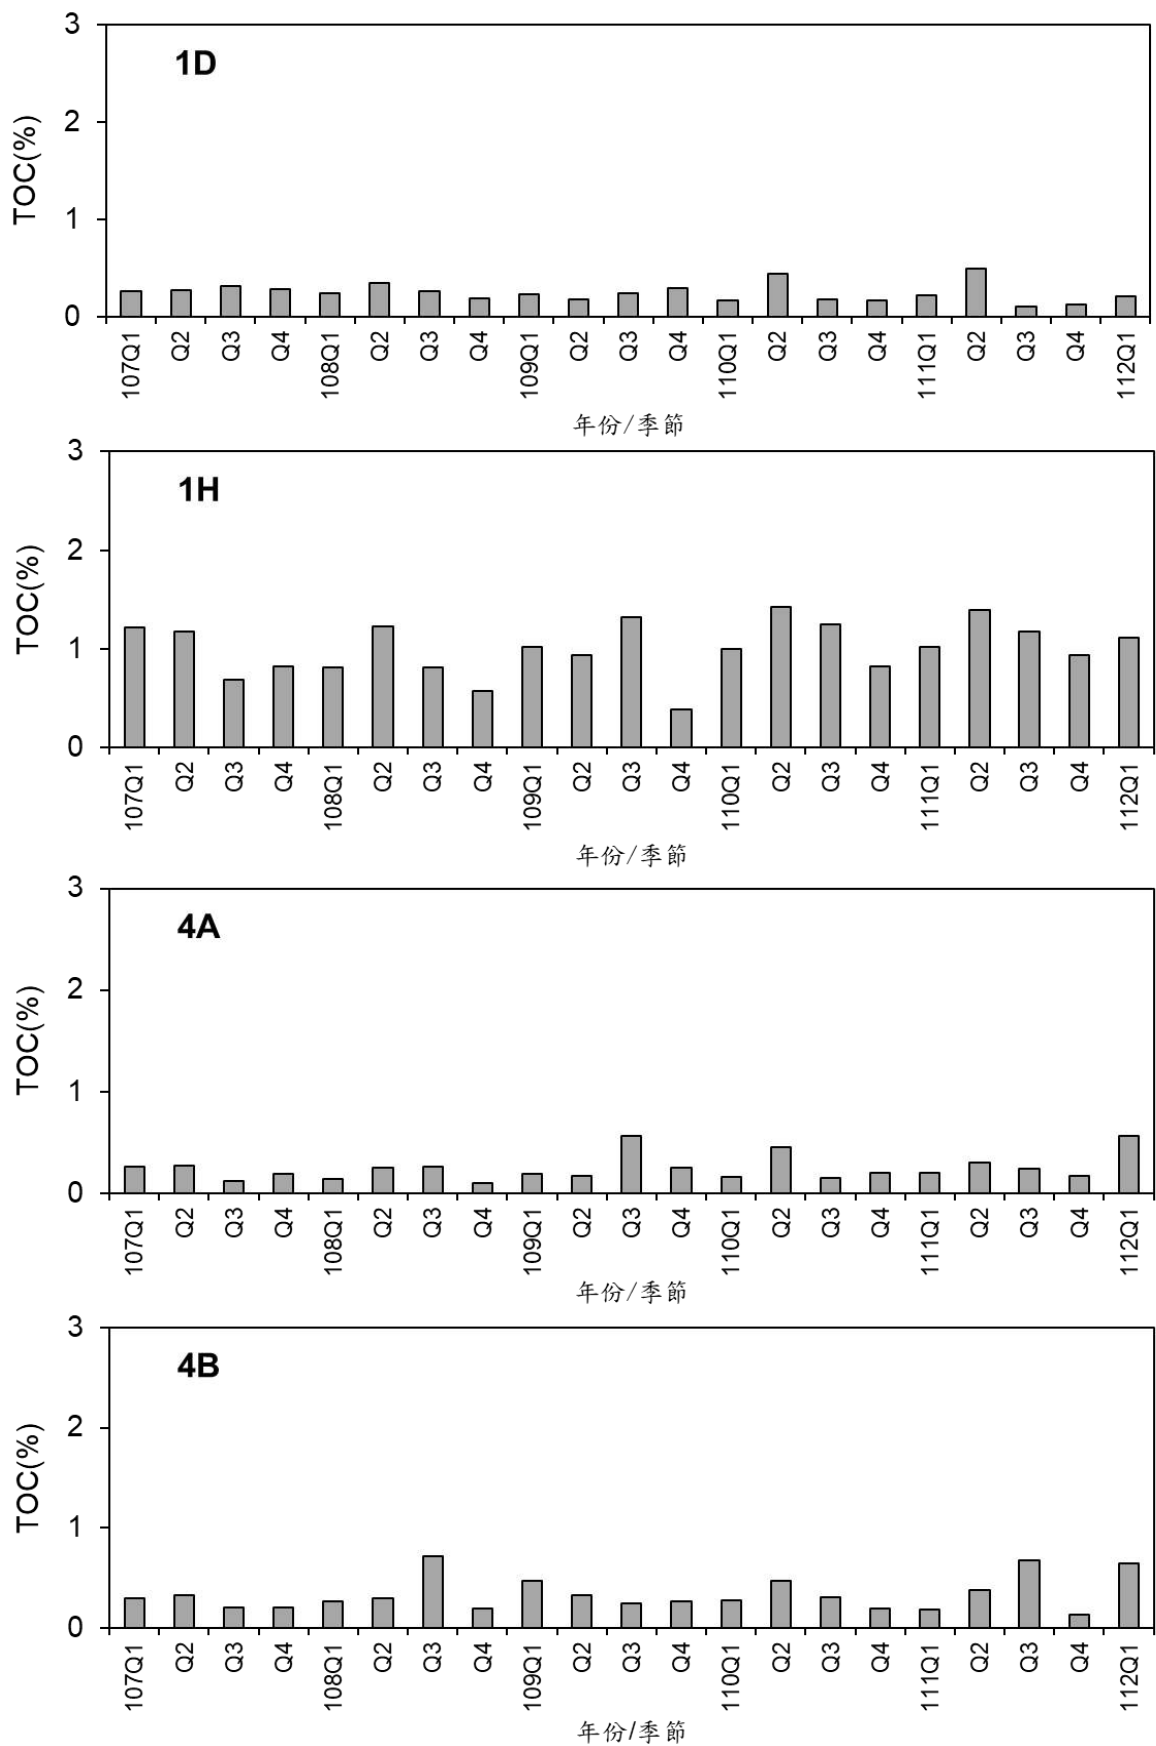 3
1D
2
TOC(%)
1
0
107Q1 Q2 Q3 Q4 108Q1 Q2 Q3 Q4 109Q1 Q2 Q3 Q4 110Q1 Q2 Q3 Q4 111Q1 Q2 Q3 Q4 112Q1
年份/季節
3
1H
2
TOC(%)
1
0
107Q1 Q2 Q3 Q4 108Q1 Q2 Q3 Q4 109Q1 Q2 Q3 Q4 110Q1 Q2 Q3 Q4 111Q1 Q2 Q3 Q4 112Q1
年份/季節
3
4A
2
TOC(%)
1
0
107Q1 Q2 Q3 Q4 108Q1 Q2 Q3 Q4 109Q1 Q2 Q3 Q4 110Q1 Q2 Q3 Q4 111Q1 Q2 Q3 Q4 112Q1
年份/季節
3
4B
2
TOC(%)
1
0
107Q1 Q2 Q3 Q4 108Q1 Q2 Q3 Q4 109Q1 Q2 Q3 Q4 110Q1 Q2 Q3 Q4 111Q1 Q2 Q3 Q4 112Q1
年份/季節